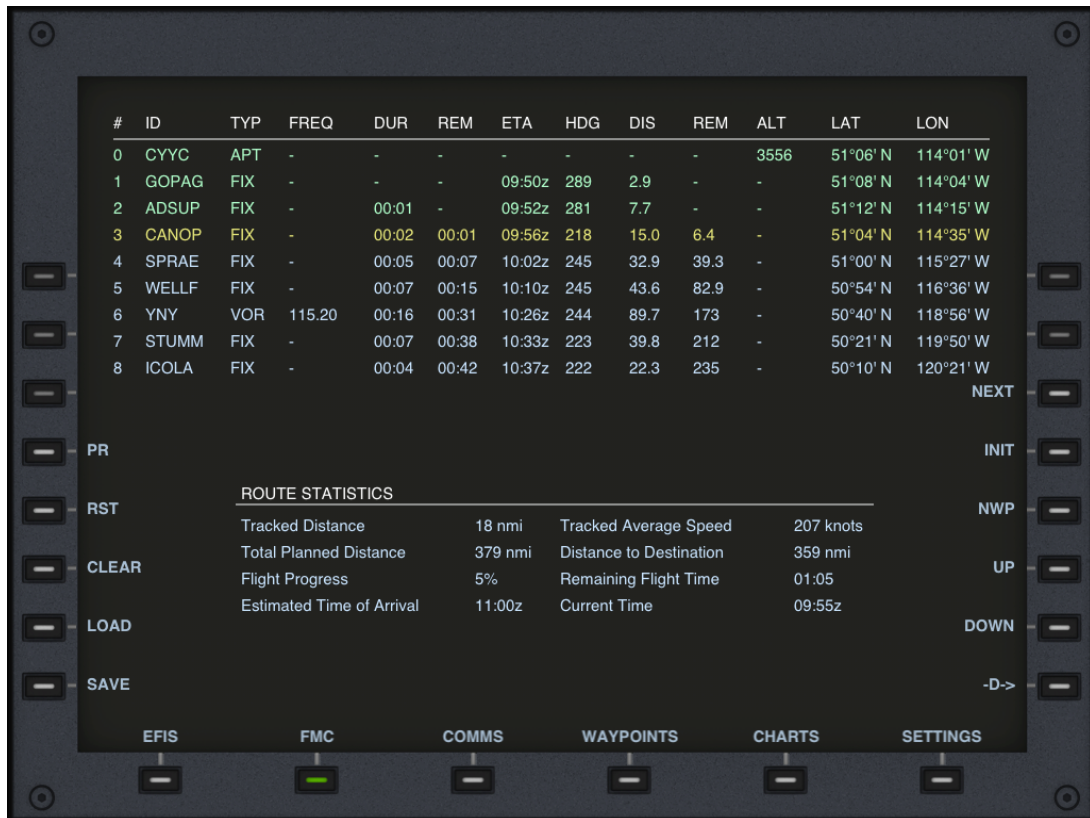 # ID TYP FREQ DUR REM ETA HDG DIS REM ALT LAT LON
0 CYYC APT - - - - - - - 3556 51°06' N 114°01' W
1 GOPAG FIX - - - 09:50z 289 2.9 - - 51°08' N 114°04' W
2 ADSUP FIX - 00:01 - 09:52z 281 7.7 - - 51°12' N 114°15' W
3 CANOP FIX - 00:02 00:01 09:56z 218 15.0 6.4 - 51°04' N 114°35' W
4 SPRAE FIX - 00:05 00:07 10:02z 245 32.9 39.3 - 51°00' N 115°27' W
5 WELLF FIX - 00:07 00:15 10:10z 245 43.6 82.9 - 50°54' N 116°36' W
6 YNY VOR 115.20 00:16 00:31 10:26z 244 89.7 173 - 50°40' N 118°56' W
7 STUMM FIX - 00:07 00:38 10:33z 223 39.8 212 - 50°21' N 119°50' W
8 ICOLA FIX - 00:04 00:42 10:37z 222 22.3 235 - 50°10' N 120°21' W
NEXT
PR INIT
ROUTE STATISTICS
RST NWP
Tracked Distance 18 nmi Tracked Average Speed 207 knots
Total Planned Distance 379 nmi Distance to Destination 359 nmi
CLEAR UP
Flight Progress 5% Remaining Flight Time 01:05
Estimated Time of Arrival 11:00z Current Time 09:55z
LOAD DOWN
SAVE -D->
EFIS FMC COMMS WAYPOINTS CHARTS SETTINGS